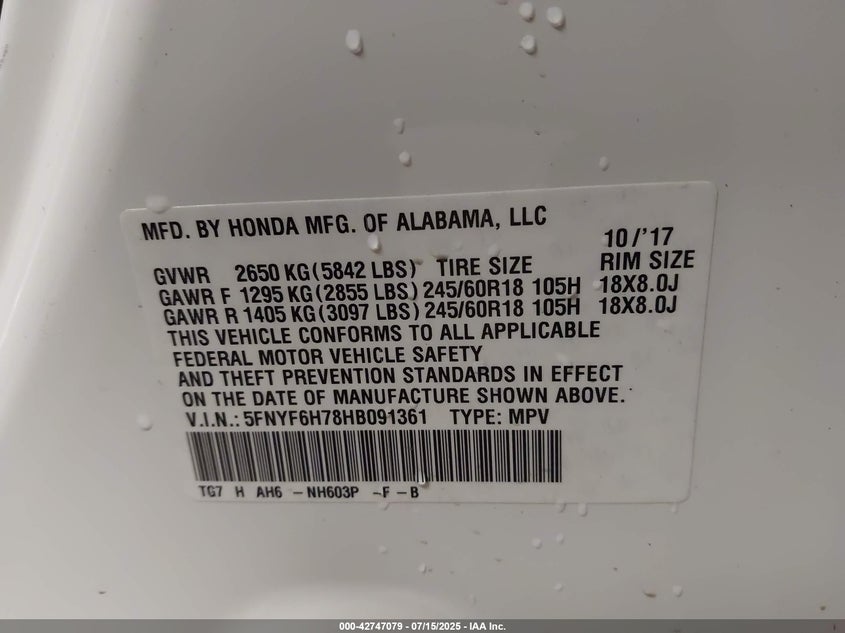 MFD. BY HONDA MFG. OF ALABAMA, LLC 10/'17
GVWR 2650 KG(5842 LBS) TIRE SIZE RIM SIZE
GAWR F 1295 KG(2855 LBS) 245/60R18 105H 18X8.0J
GAWR R 1405 KG(3097 LBS) 245/60R18 105H 18X8.0J
THIS VEHICLE CONFORMS TO ALL APPLICABLE
FEDERAL MOTOR VEHICLE SAFETY
AND THEFT PREVENTION STANDARDS IN EFFECT
ON THE DATE OF MANUFACTURE SHOWN ABOVE.
V.I.N.: 5FNYF6H78HB091361 TYPE: MPV
TG7 H AH6 -NH603P -F-B
000-42747079 - 07/15/2025 - IAA Inc.